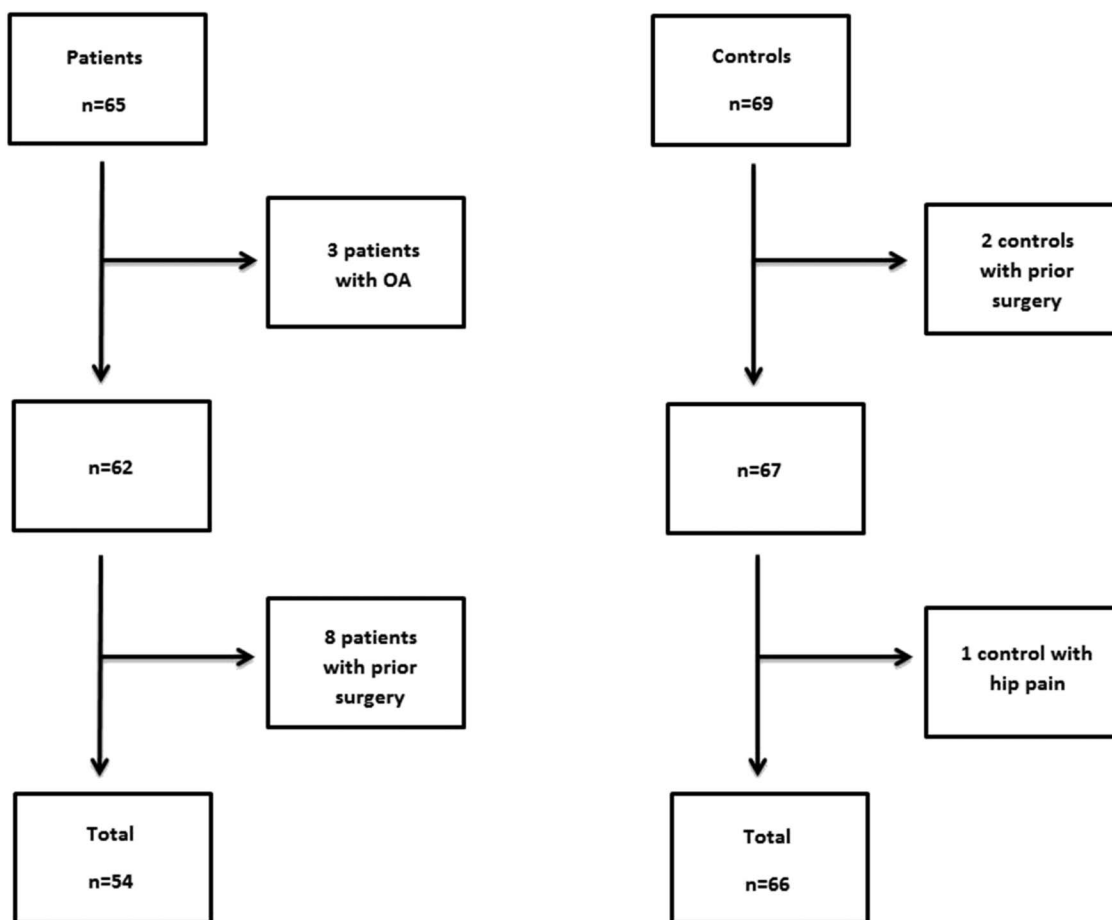 Patients
n=65
3 patients
with OA
n=62
8 patients
with prior
surgery
Total
n=54
Controls
n=69
2 controls
with prior
surgery
n=67
1 control with
hip pain
Total
n=66